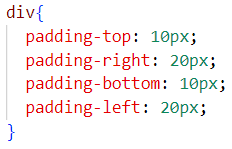 div{
  padding-top: 10px;
  padding-right: 20px;
  padding-bottom: 10px;
  padding-left: 20px;
}